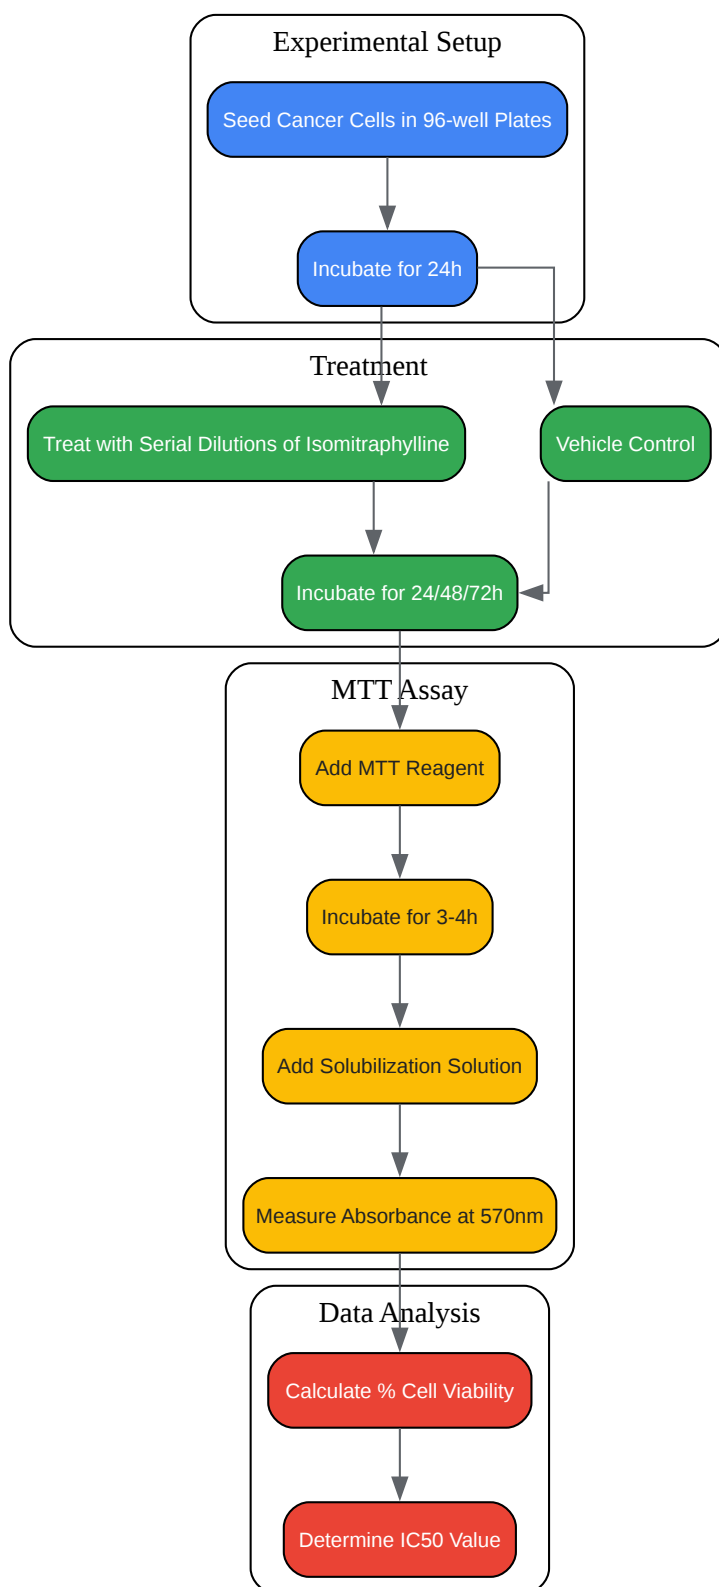 Experimental Setup
Seed Cancer Cells in 96-well Plates
Incubate for 24h
Treatment
Treat with Serial Dilutions of Isomitraphylline
Vehicle Control
Incubate for 24/48/72h
MTT Assay
Add MTT Reagent
Incubate for 3-4h
Add Solubilization Solution
Measure Absorbance at 570nm
Data Analysis
Calculate % Cell Viability
Determine IC50 Value